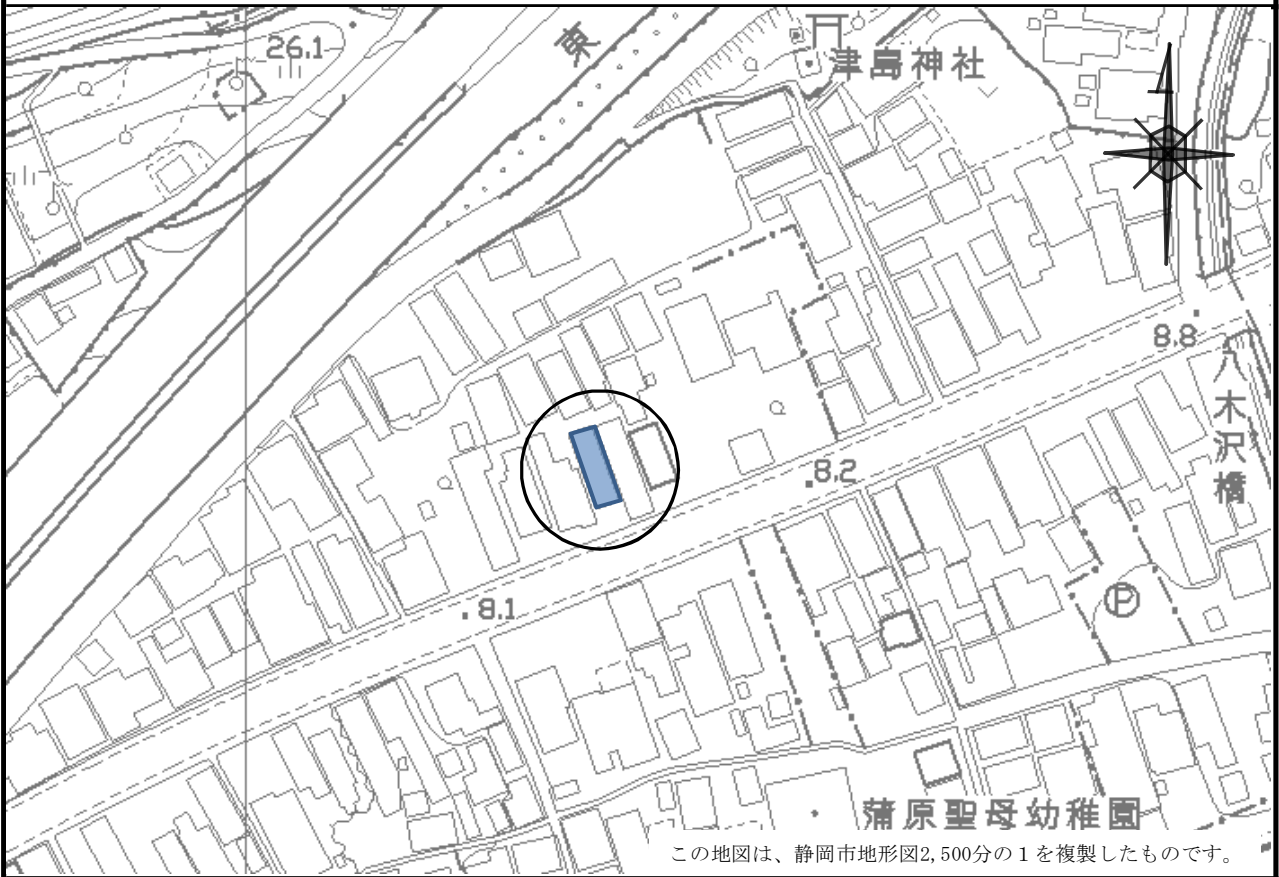 26.1
東
津島神社
8.8
八木沢橋
8.2
8.1
P
蒲原聖母幼稚園
この地図は、静岡市地形図2,500分の1を複製したものです。